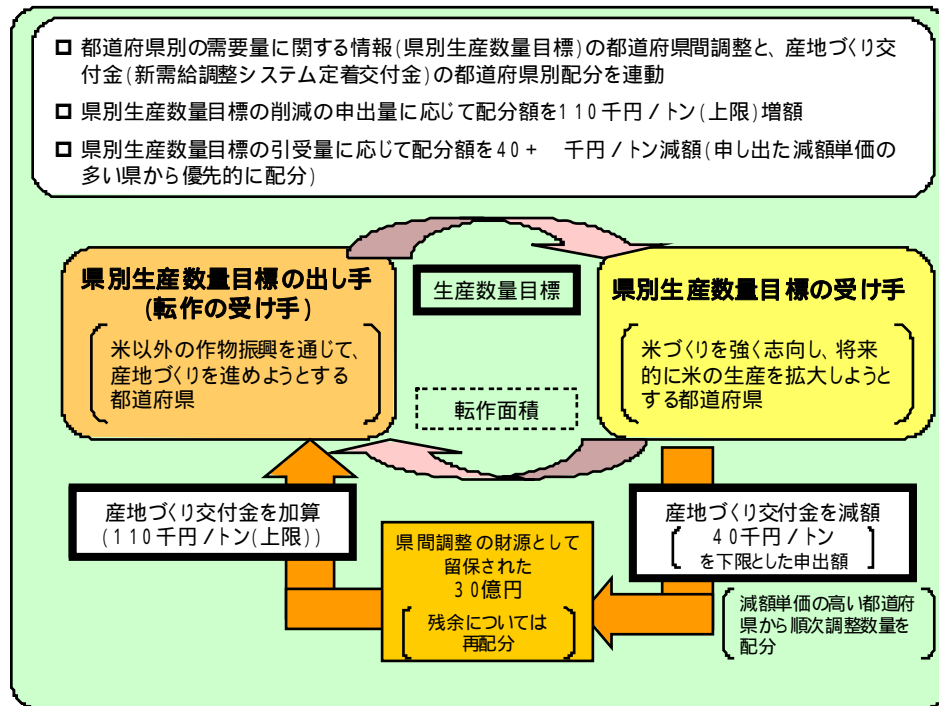 □ 都道府県別の需要量に関する情報(県別生産数量目標)の都道府県間調整と、産地づくり交
付金(新需給調整システム定着交付金)の都道府県別配分を連動
□ 県別生産数量目標の削減の申出量に応じて配分額を110千円/トン(上限)増額
□ 県別生産数量目標の引受量に応じて配分額を40+　千円/トン減額(申し出た減額単価の
多い県から優先的に配分)
県別生産数量目標の出し手
(転作の受け手)
米以外の作物振興を通じて、
産地づくりを進めようとする
都道府県
生産数量目標
転作面積
県別生産数量目標の受け手
米づくりを強く志向し、将来
的に米の生産を拡大しようと
する都道府県
産地づくり交付金を加算
(110千円/トン(上限))
県間調整の財源として
留保された
30億円
残余については
再配分
産地づくり交付金を減額
40千円/トン
を下限とした申出額
減額単価の高い都道府
県から順次調整数量を
配分